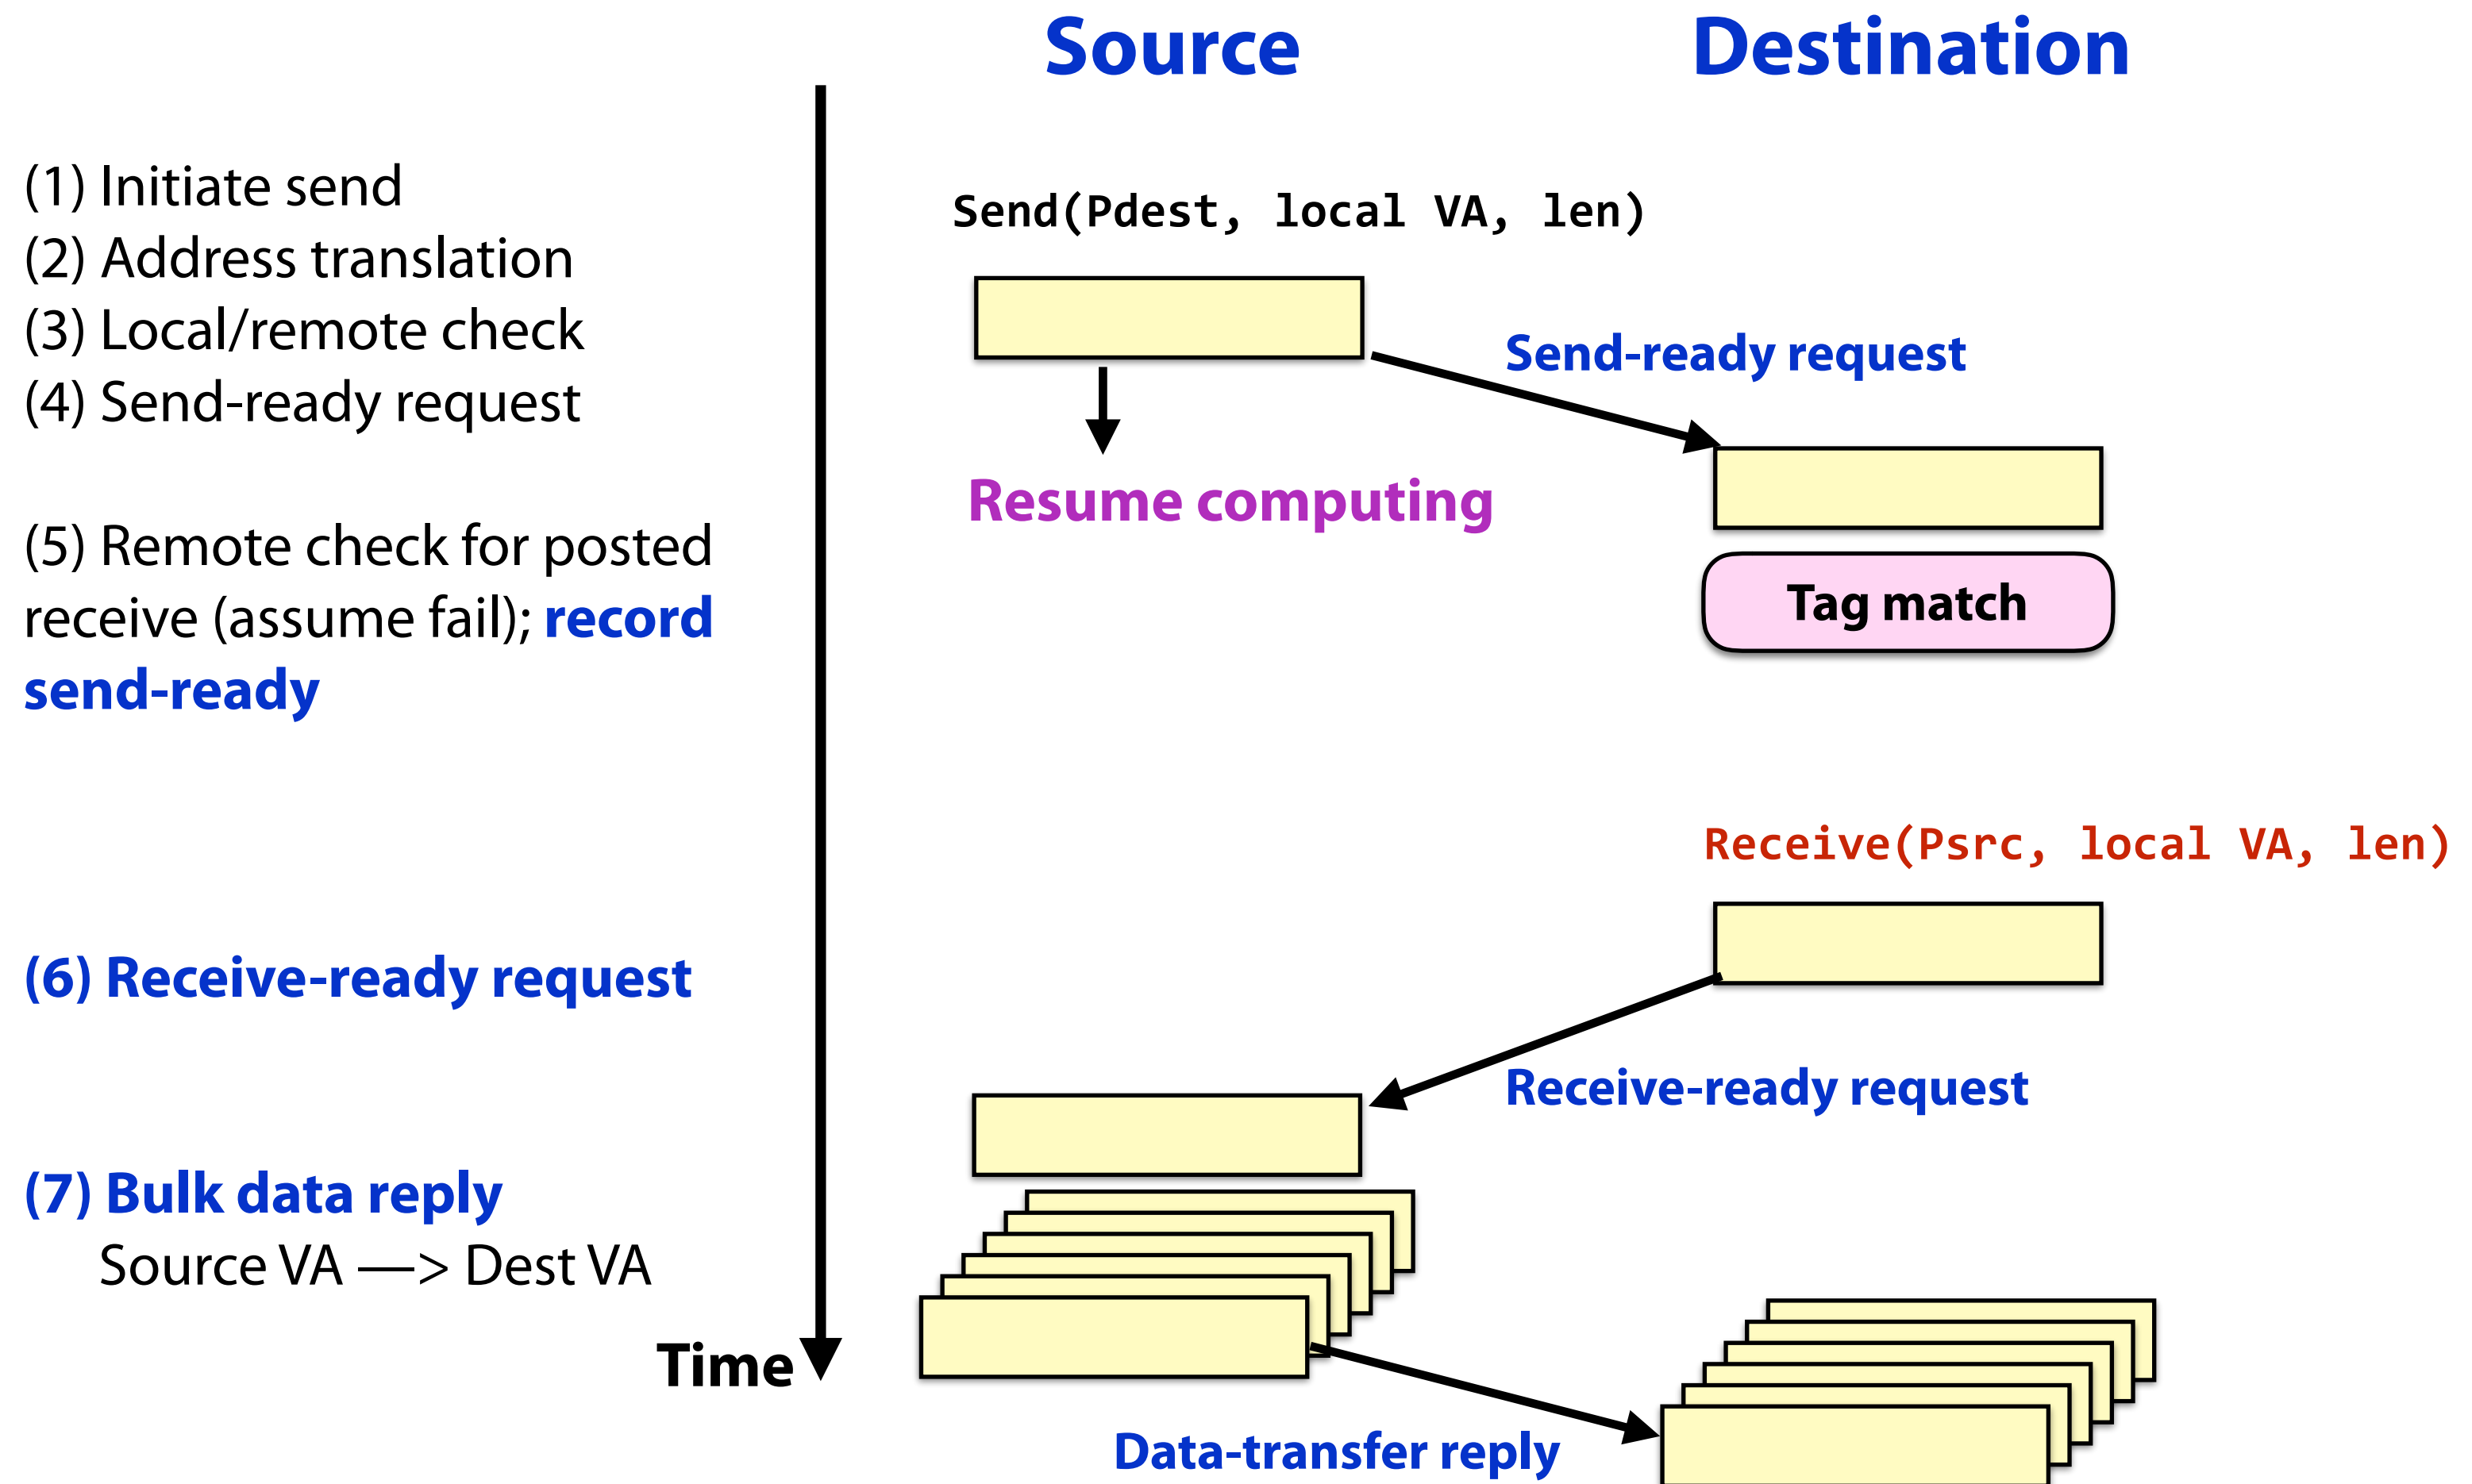 Source
Destination
(1) Initiate send
(2) Address translation
(3) Local/remote check
(4) Send-ready request
(5) Remote check for posted
receive (assume fail); record
send-ready
(6) Receive-ready request
(7) Bulk data reply
Source VA —> Dest VA
Time
Send(Pdest, local VA, len)
Send-ready request
Resume computing
Tag match
Receive(Psrc, local VA, len)
Receive-ready request
Data-transfer reply